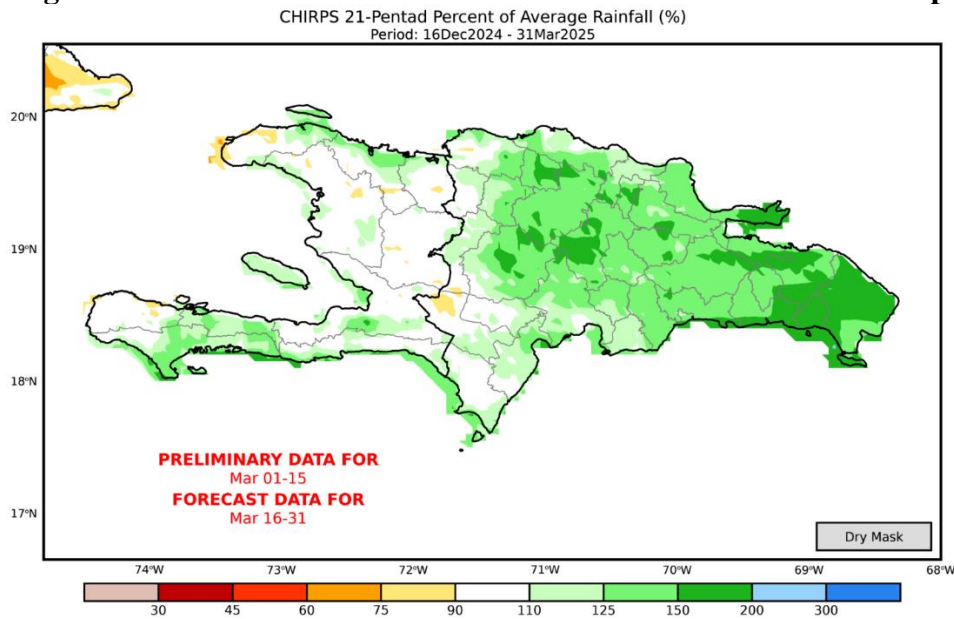 CHIRPS 21-Pentad Percent of Average Rainfall (%)
Period: 16Dec2024 - 31Mar2025
20°N
19°N
18°N
17°N
PRELIMINARY DATA FOR
Mar 01-15
FORECAST DATA FOR
Mar 16-31
Dry Mask
74°W 73°W 72°W 71°W 70°W 69°W 68°W
30 45 60 75 90 110 125 150 200 300